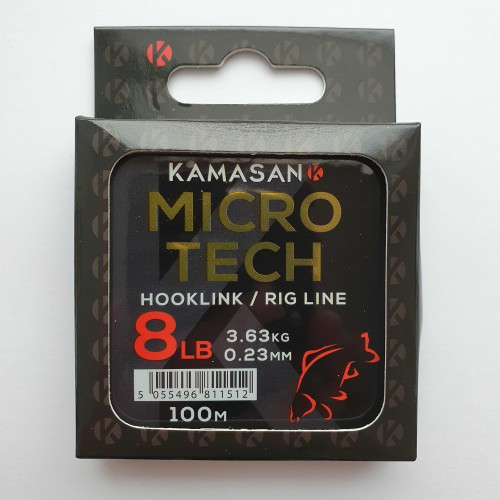 KAMASAN
MICRO
TECH
HOOKLINK / RIG LINE
8LB
3.63KG
0.23MM
5 055496 811512
100M